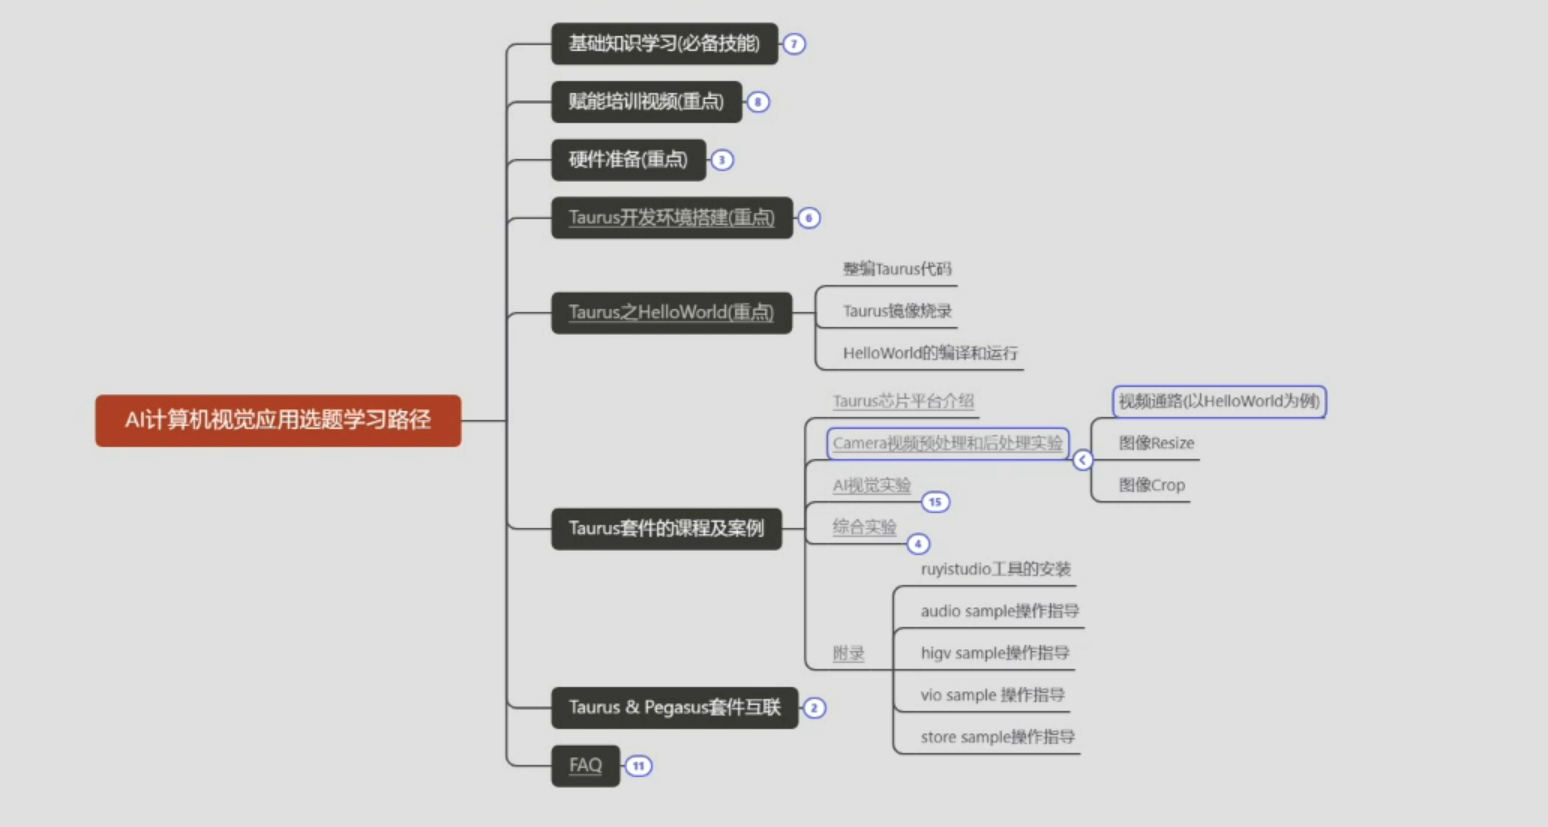 基础知识学习(必备技能)
7
赋能培训视频(重点)
8
硬件准备(重点)
3
Taurus开发环境搭建(重点)
6
Taurus之HelloWorld(重点)
整编Taurus代码
Taurus镜像烧录
HelloWorld的编译和运行
AI计算机视觉应用选题学习路径
Taurus套件的课程及案例
Taurus芯片平台介绍
Camera视频预处理和后处理实验
视频通路(以HelloWorld为例)
图像Resize
图像Crop
AI视觉实验
15
综合实验
4
附录
ruyistudio工具的安装
audio sample操作指导
higv sample操作指导
vio sample 操作指导
store sample操作指导
Taurus & Pegasus套件互联
2
FAQ
11